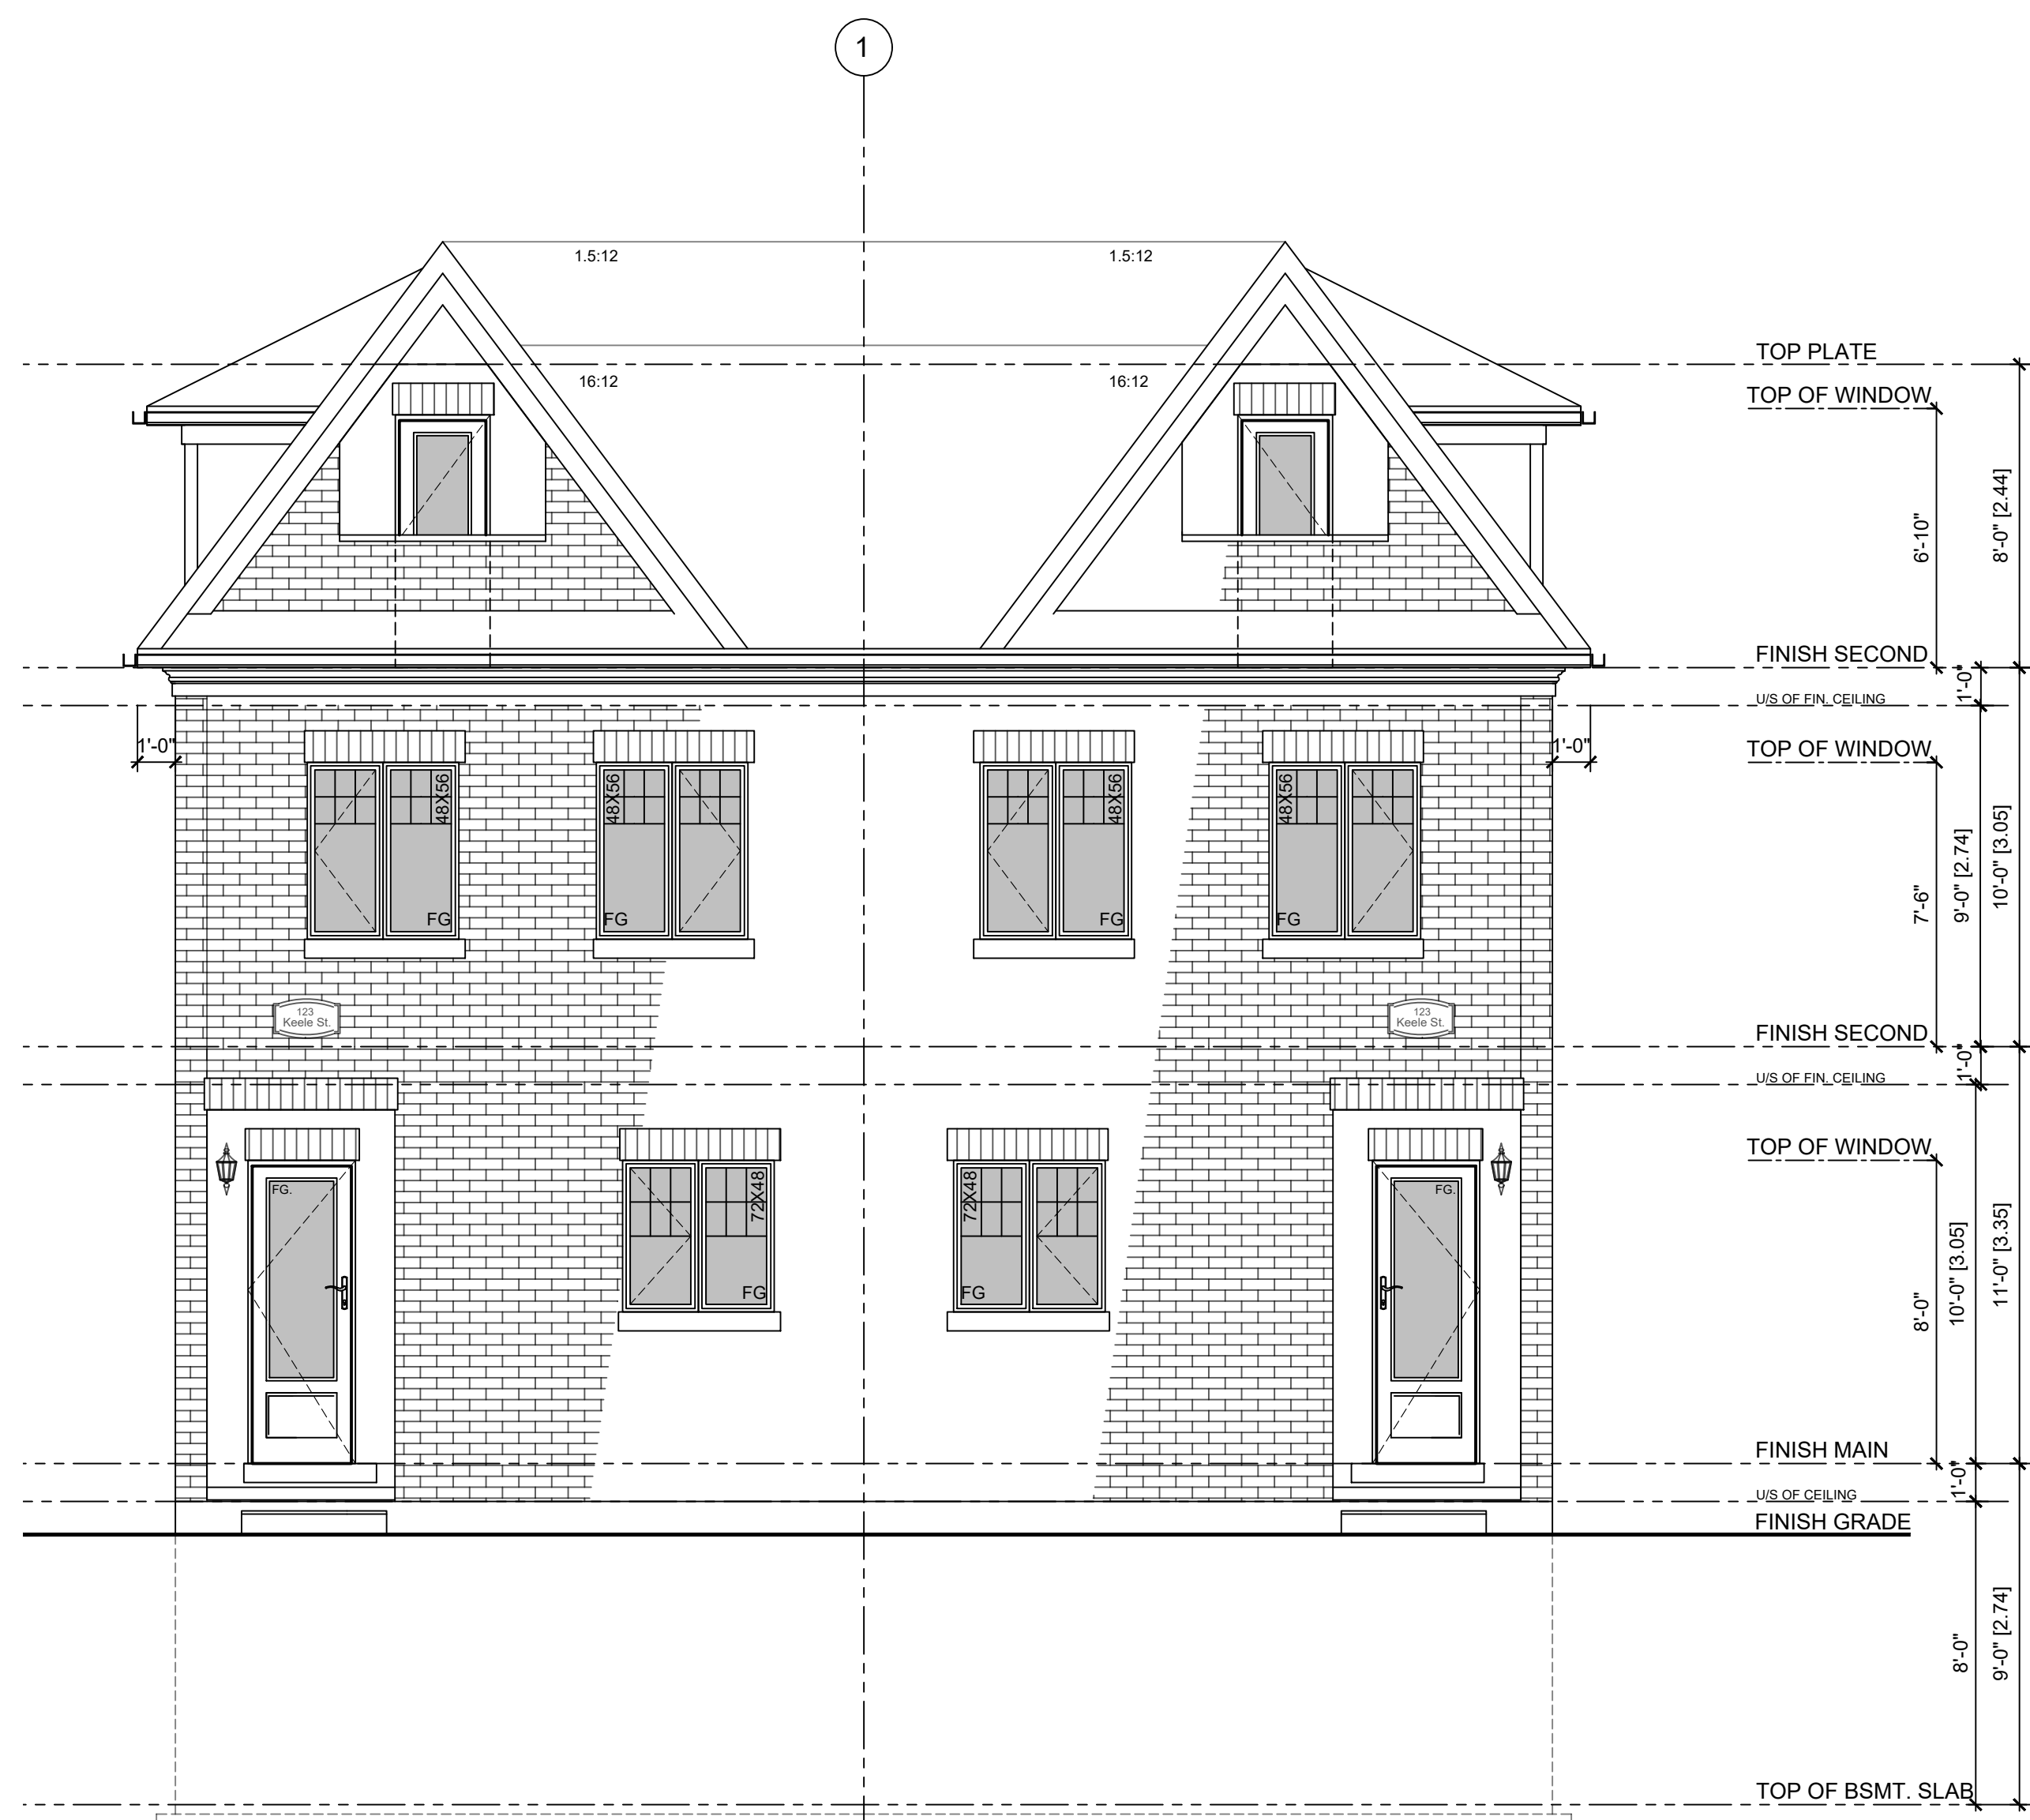 1
1.5:12
1.5:12
TOP PLATE
16:12
16:12
TOP OF WINDOW
6'-10"
8'-0" [2.44]
FINISH SECOND
1'-0"
U/S OF FIN. CEILING
1'-0"
1'-0"
TOP OF WINDOW
48X56
48X56
48X56
48X56
7'-6"
9'-0" [2.74]
10'-0" [3.05]
FG
FG
FG
FG
123
Keele St.
123
Keele St.
FINISH SECOND
1'-0"
U/S OF FIN. CEILING
TOP OF WINDOW
FG.
72X48
72X48
FG.
8'-0"
10'-0" [3.05]
11'-0" [3.35]
FG
FG
FINISH MAIN
1'-0"
U/S OF CEILING
FINISH GRADE
8'-0"
9'-0" [2.74]
TOP OF BSMT. SLAB